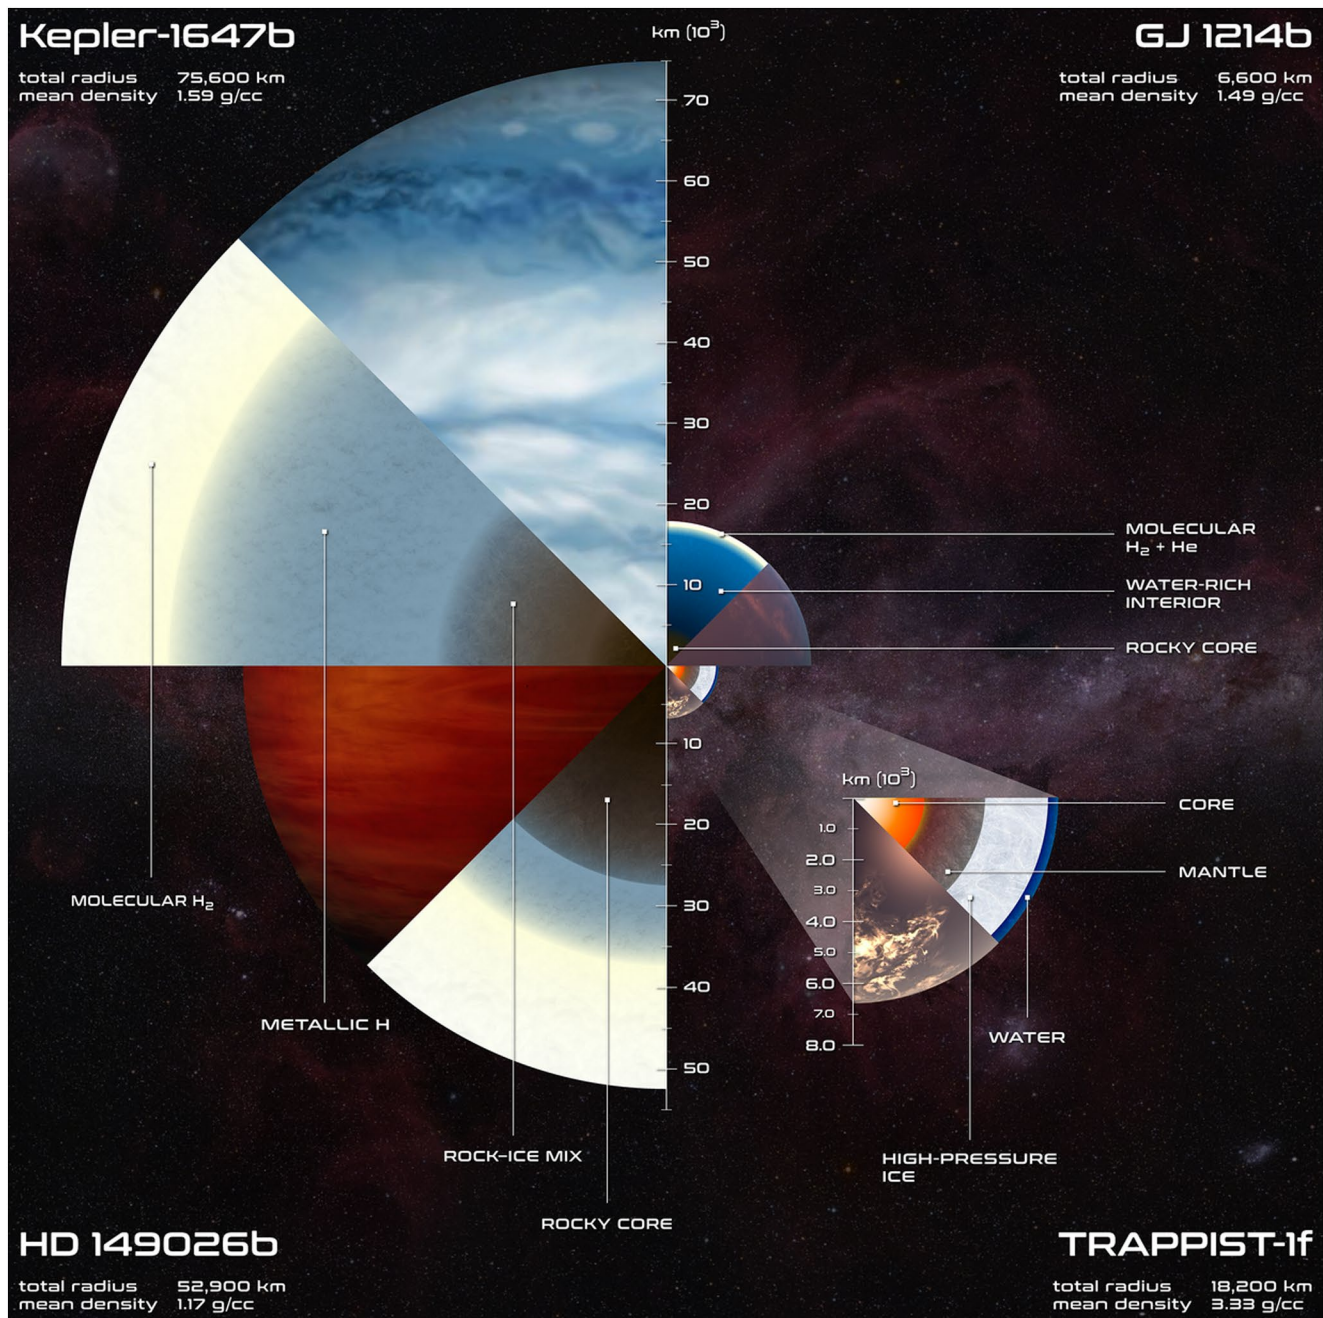 Kepler-1647b
total radius 75,600 km
mean density 1.59 g/cc
km (10³)
GJ 1214b
total radius 6,600 km
mean density 1.49 g/cc
70
60
50
40
30
20
10
MOLECULAR
H₂ + He
WATER-RICH
INTERIOR
ROCKY CORE
10
20
30
40
50
km (10³)
1.0
2.0
3.0
4.0
5.0
6.0
7.0
8.0
CORE
MANTLE
WATER
HIGH-PRESSURE
ICE
MOLECULAR H₂
METALLIC H
ROCK-ICE MIX
ROCKY CORE
HD 149026b
total radius 52,900 km
mean density 1.17 g/cc
TRAPPIST-1f
total radius 18,200 km
mean density 3.33 g/cc